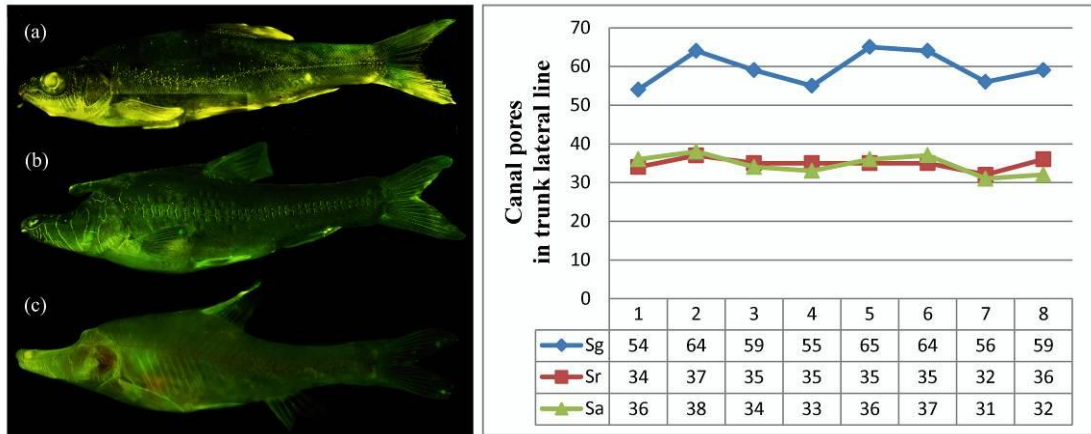 (a)
(b)
(c)
Canal pores
in trunk lateral line
70
60
50
40
30
20
10
0
1 2 3 4 5 6 7 8
Sg 54 64 59 55 65 64 56 59
Sr 34 37 35 35 35 35 32 36
Sa 36 38 34 33 36 37 31 32